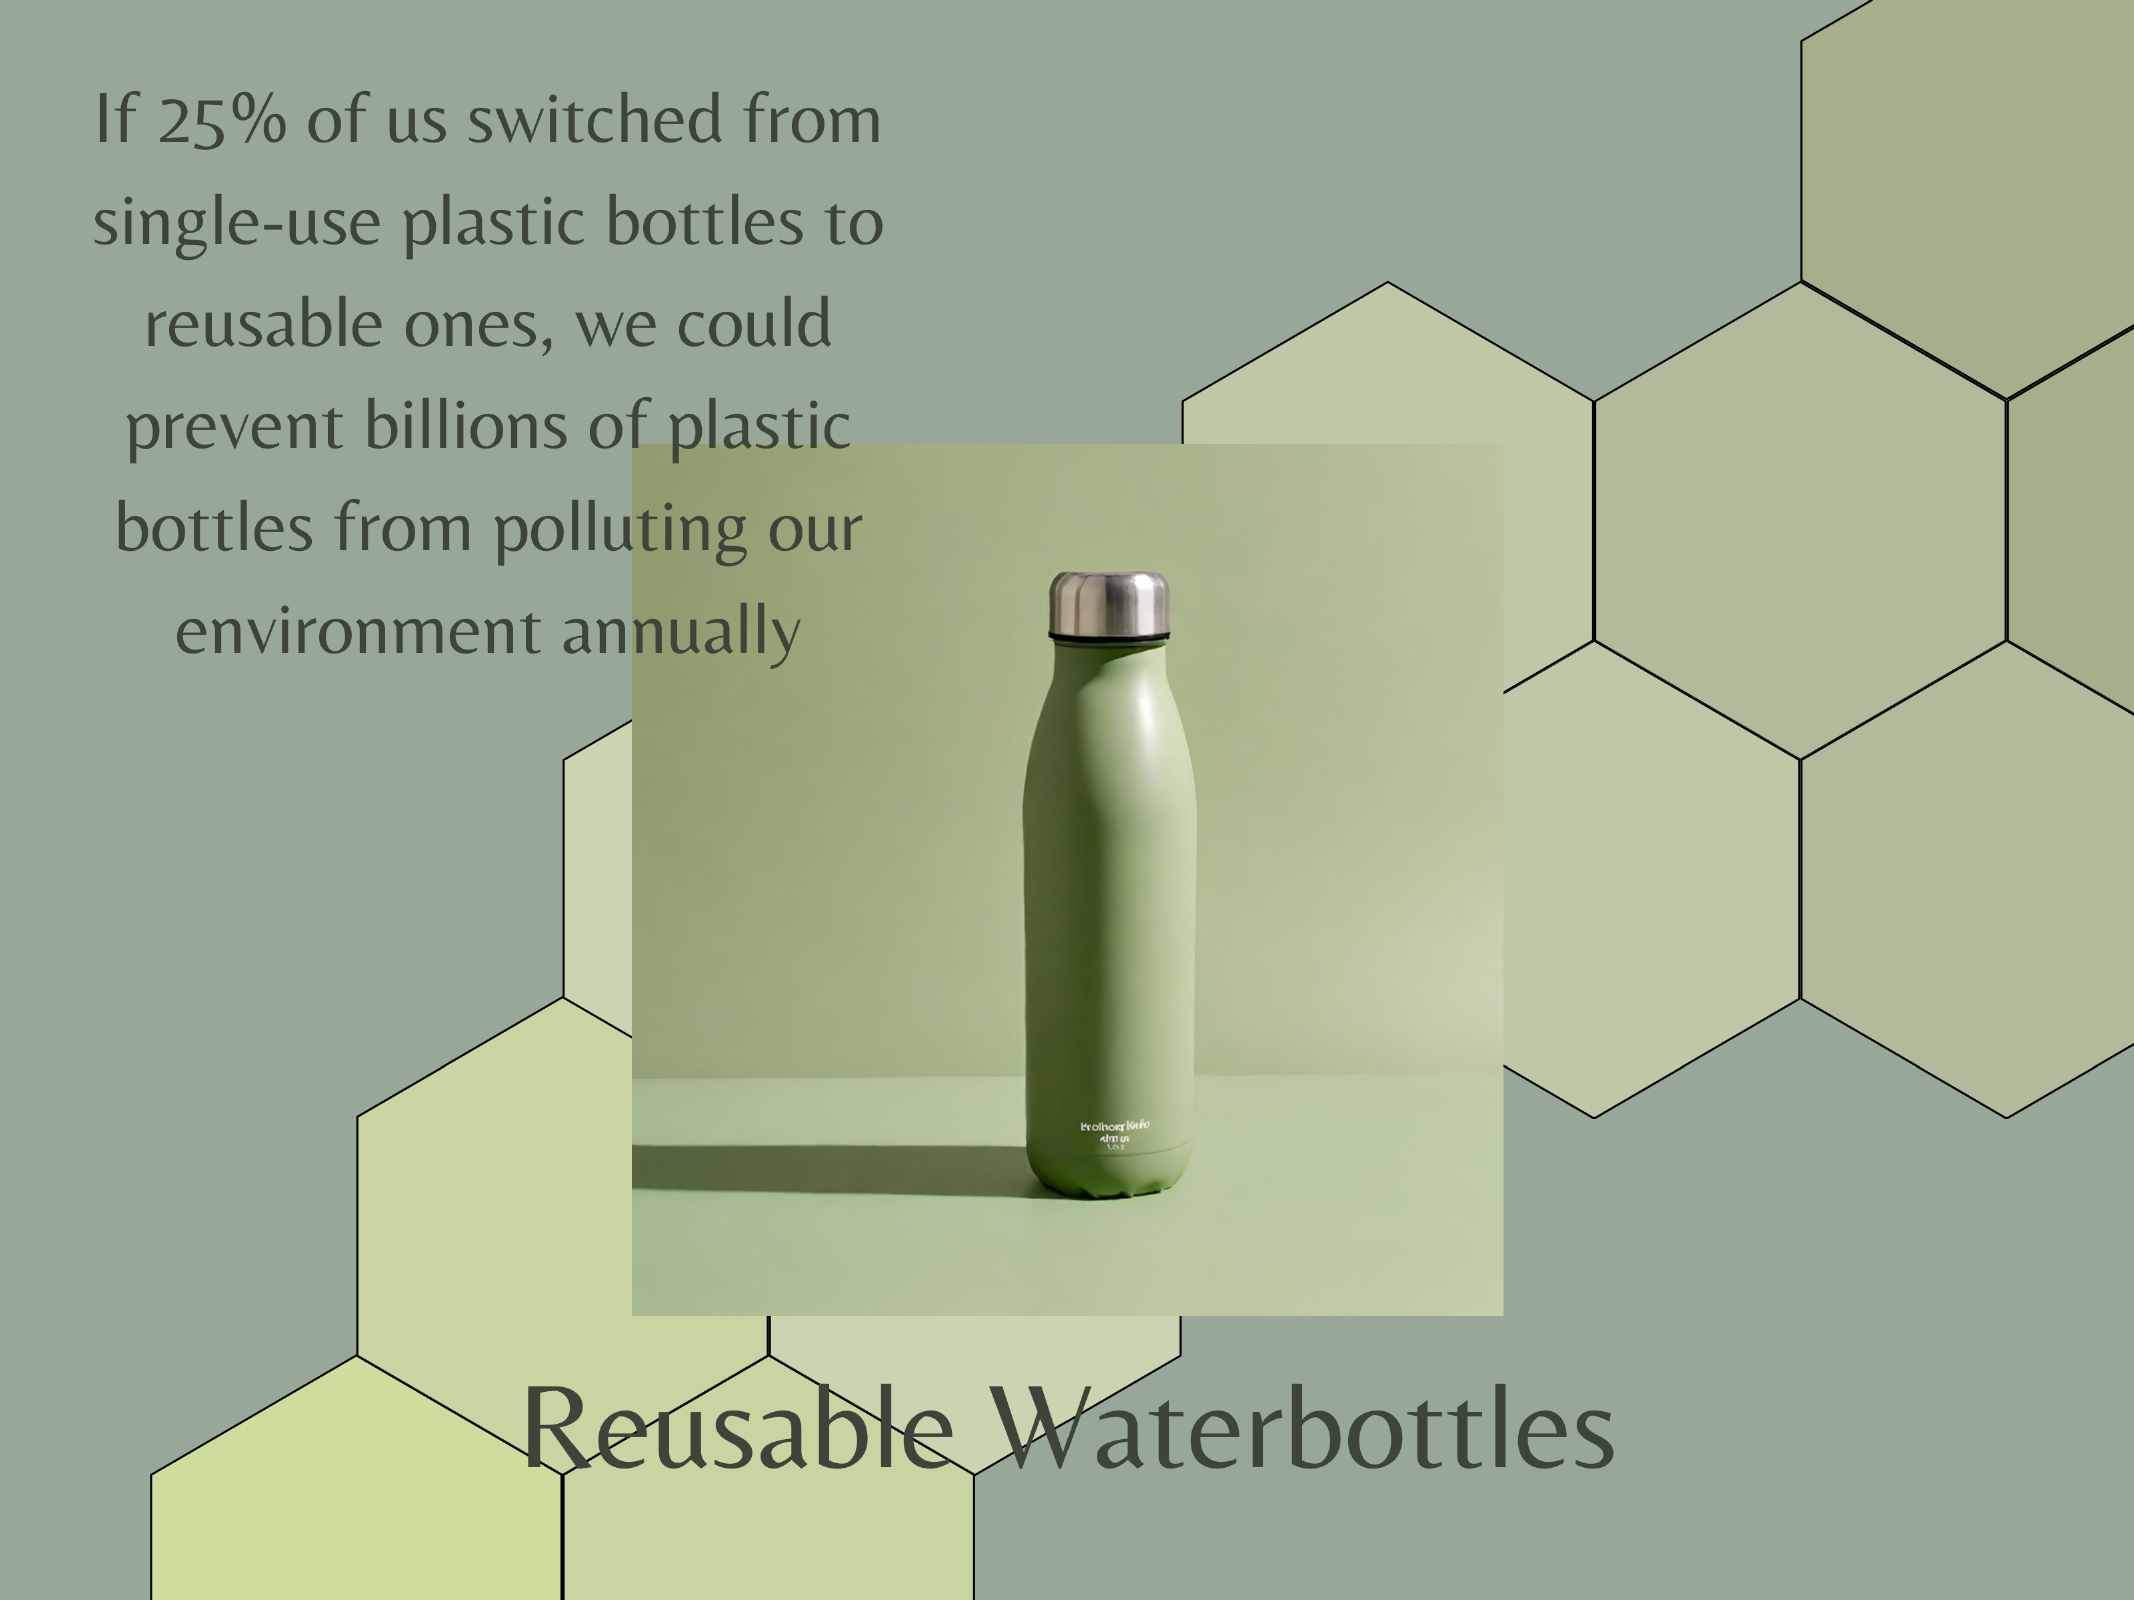 If 25% of us switched from
single-use plastic bottles to
reusable ones, we could
prevent billions of plastic
bottles from polluting our
environment annually
Reusable Waterbottles